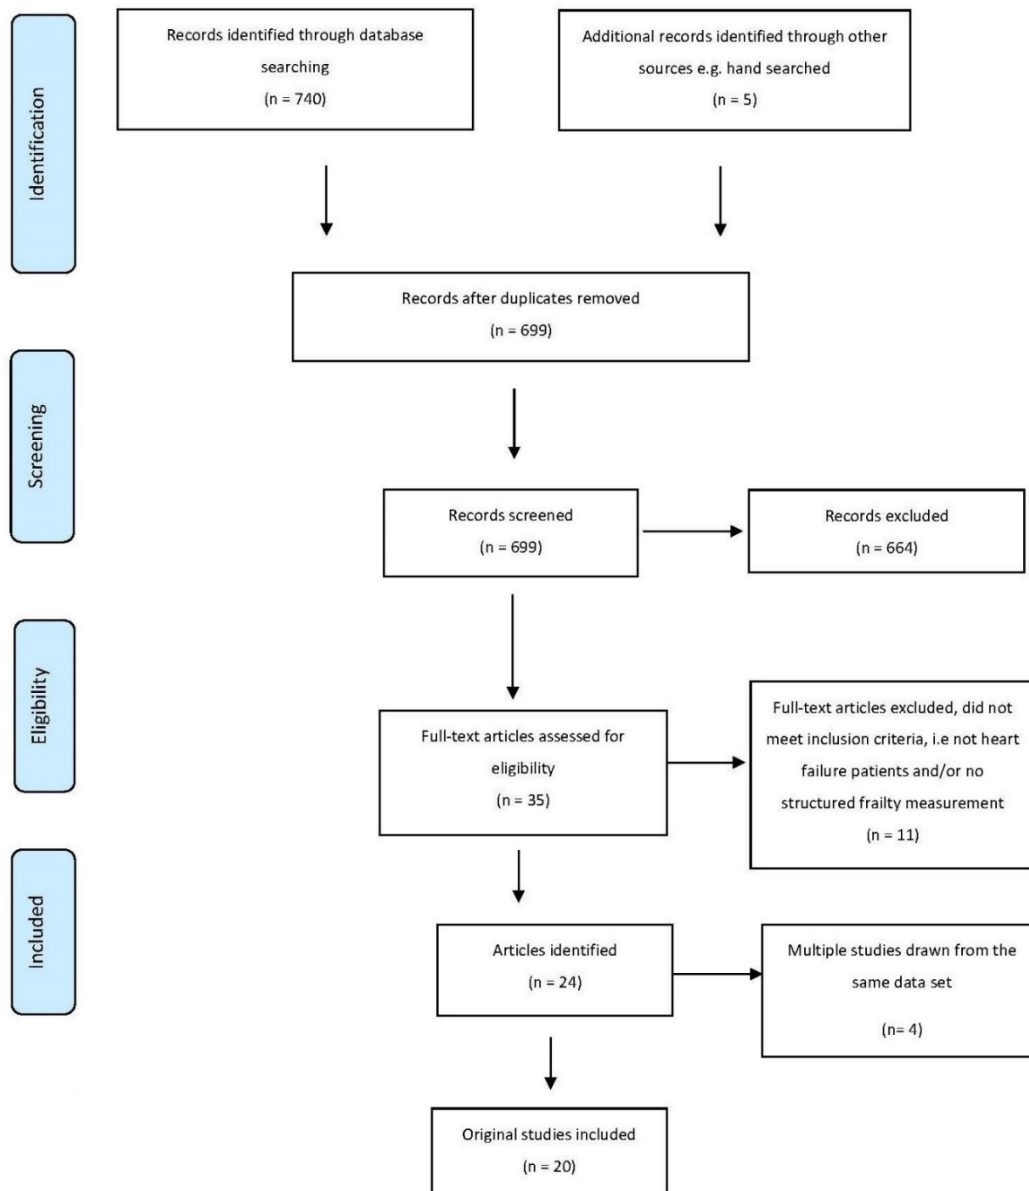 Identification
Records identified through database
searching
(n = 740)
Additional records identified through other
sources e.g. hand searched
(n = 5)
Records after duplicates removed
(n = 699)
Screening
Records screened
(n = 699)
Records excluded
(n = 664)
Eligibility
Full-text articles assessed for
eligibility
(n = 35)
Full-text articles excluded, did not
meet inclusion criteria, i.e not heart
failure patients and/or no
structured frailty measurement
(n = 11)
Included
Articles identified
(n = 24)
Multiple studies drawn from the
same data set
(n= 4)
Original studies included
(n = 20)